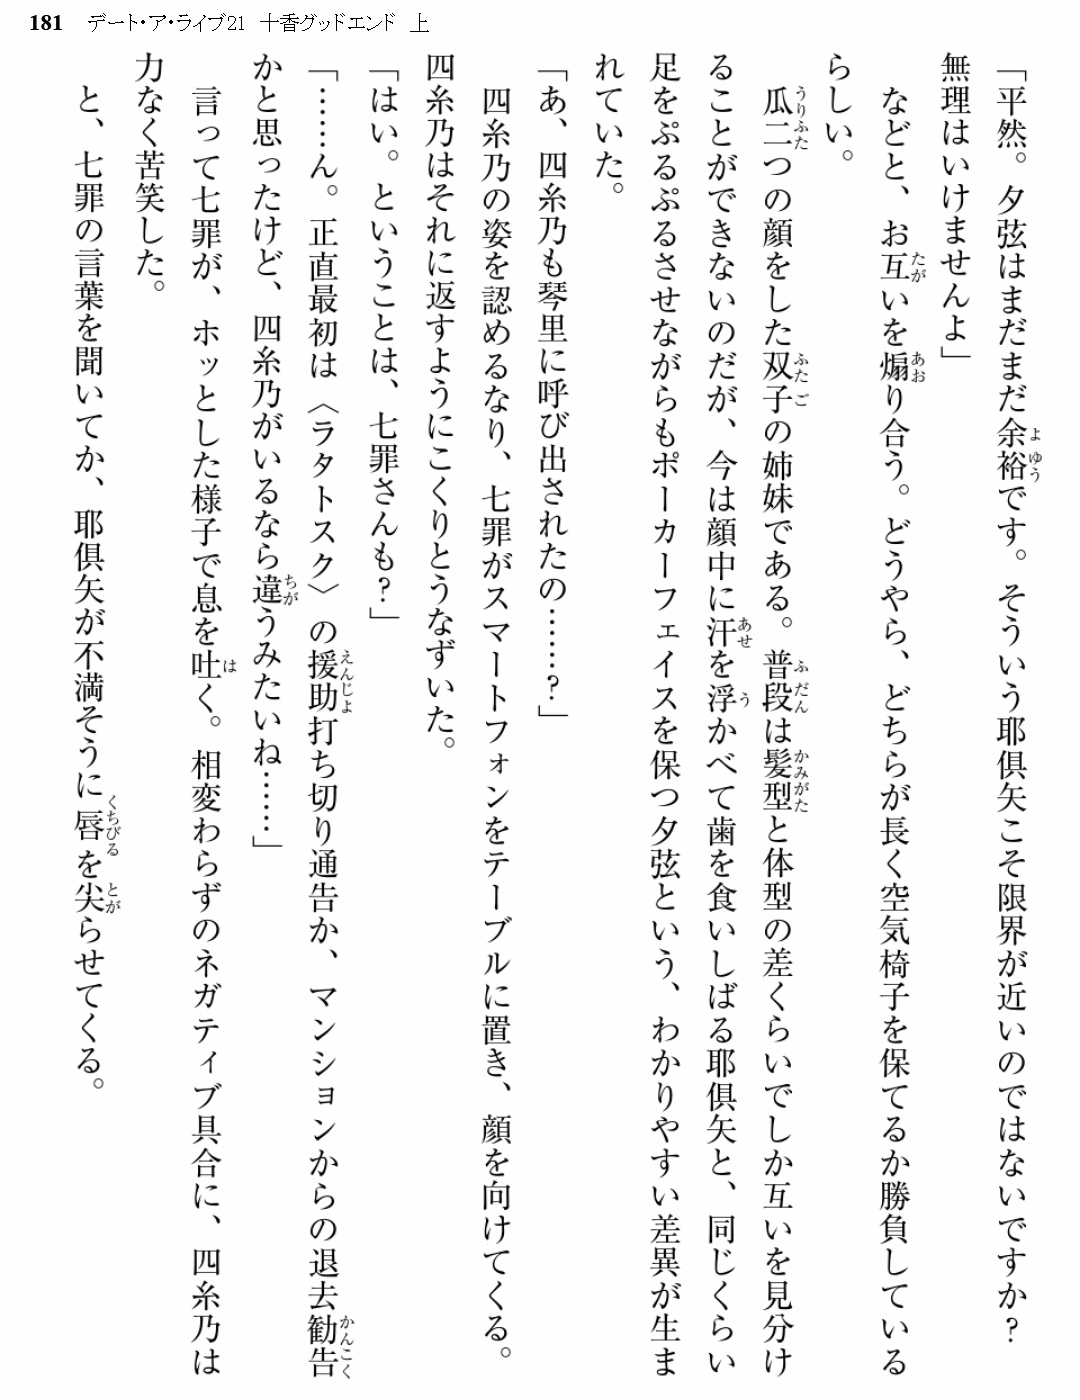 181 デート・ア・ライブ21 十香グッドエンド 上
「平然。夕弦はまだまだ余裕です。そういう耶倶矢こそ限界が近いのではないですか？
無理はいけませんよ」
などと、お互いを煽り合う。どうやら、どちらが長く空気椅子を保てるか勝負している
らしい。
瓜二つの顔をした双子の姉妹である。普段は髪型と体型の差くらいでしか互いを見分け
ることができないのだが、今は顔中に汗を浮かべて歯を食いしばる耶倶矢と、同じくらい
足をぷるぷるさせながらもポーカーフェイスを保つ夕弦という、わかりやすい差異が生ま
れていた。
「あ、四糸乃も琴里に呼び出されたの……？」
四糸乃の姿を認めるなり、七罪がスマートフォンをテーブルに置き、顔を向けてくる。
四糸乃はそれに返すようにこくりとうなずいた。
「はい。ということは、七罪さんも？」
「……ん。正直最初は〈ラタトスク〉の援助打ち切り通告か、マンションからの退去勧告
かと思ったけど、四糸乃がいるなら違うみたいね……」
言って七罪が、ホッとした様子で息を吐く。相変わらずのネガティブ具合に、四糸乃は
力なく苦笑した。
と、七罪の言葉を聞いてか、耶倶矢が不満そうに唇を尖らせてくる。